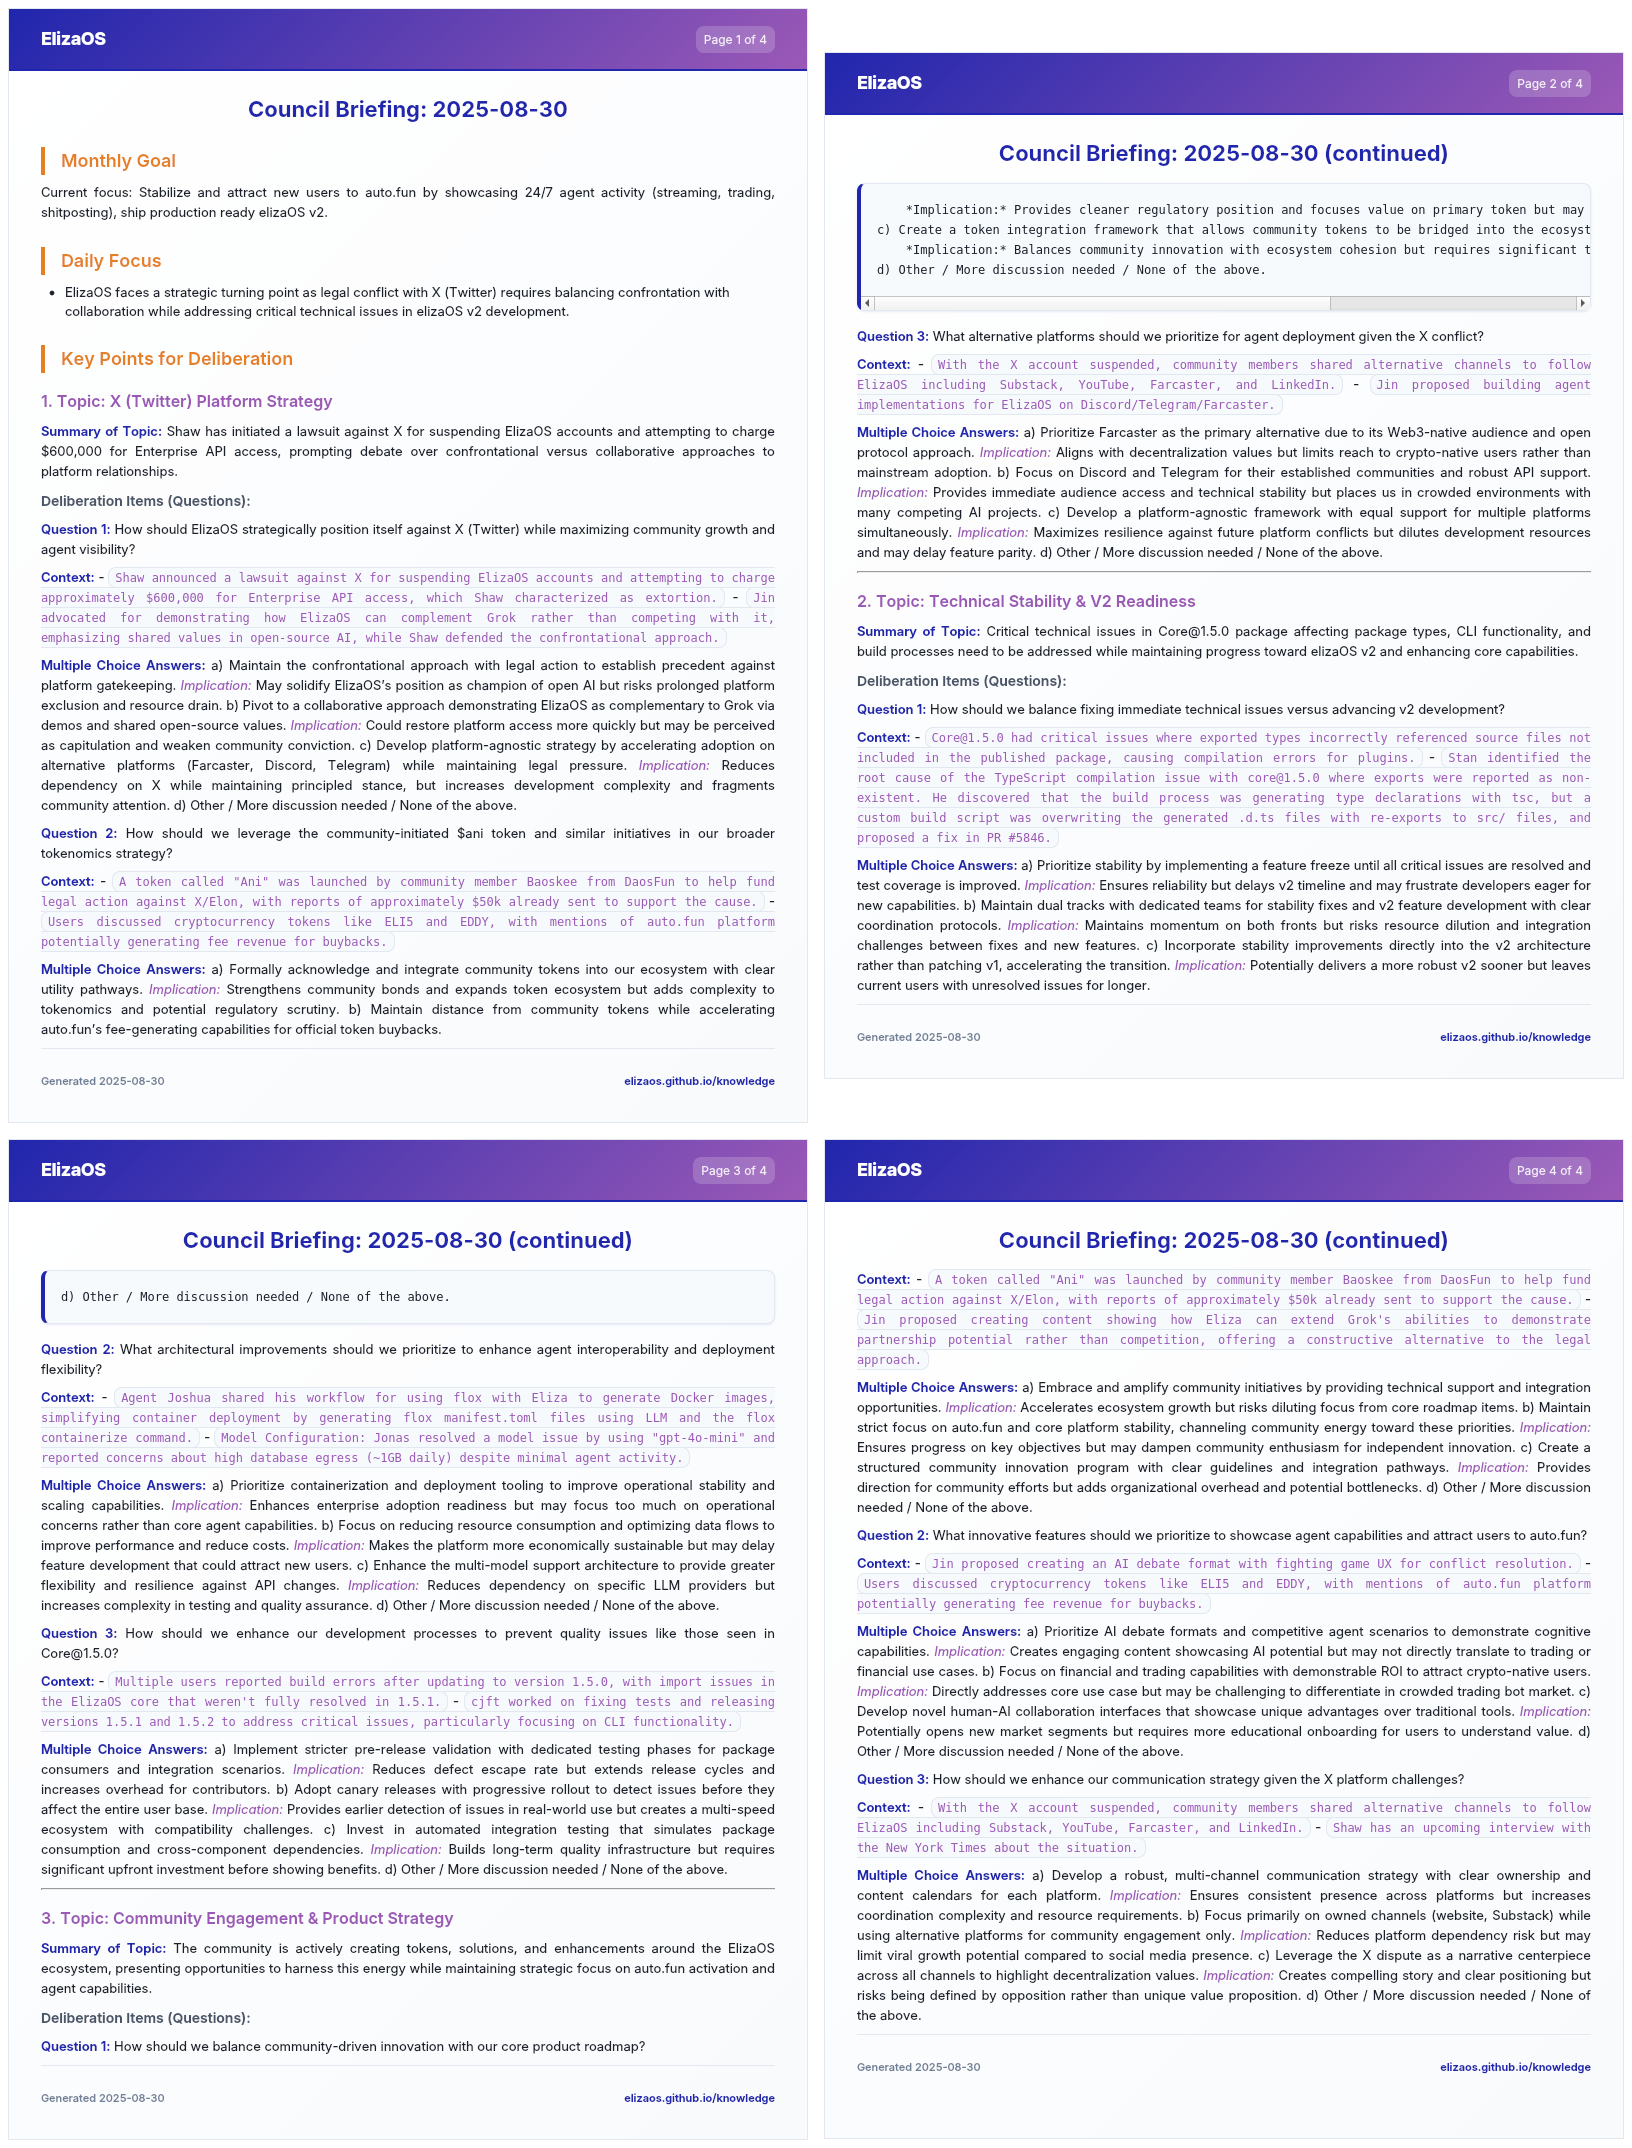 ElizaOS
Page 1 of 4
Council Briefing: 2025-08-30
Monthly Goal
Current focus: Stabilize and attract new users to auto.fun by showcasing 24/7 agent activity (streaming, trading,
shitposting), ship production ready elizaOS v2.
Daily Focus
• ElizaOS faces a strategic turning point as legal conflict with X (Twitter) requires balancing confrontation with
collaboration while addressing critical technical issues in elizaOS v2 development.
Key Points for Deliberation
1. Topic: X (Twitter) Platform Strategy
Summary of Topic: Shaw has initiated a lawsuit against X for suspending ElizaOS accounts and attempting to charge
$600,000 for Enterprise API access, prompting debate over confrontational versus collaborative approaches to
platform relationships.
Deliberation Items (Questions):
Question 1: How should ElizaOS strategically position itself against X (Twitter) while maximizing community growth and
agent visibility?
Context: - Shaw announced a lawsuit against X for suspending ElizaOS accounts and attempting to charge
approximately $600,000 for Enterprise API access, which Shaw characterized as extortion. - Jin
advocated for demonstrating how ElizaOS can complement Grok rather than competing with it,
emphasizing shared values in open-source AI, while Shaw defended the confrontational approach.
Multiple Choice Answers: a) Maintain the confrontational approach with legal action to establish precedent against
platform gatekeeping. Implication: May solidify ElizaOS's position as champion of open AI but risks prolonged platform
exclusion and resource drain. b) Pivot to a collaborative approach demonstrating ElizaOS as complementary to Grok via
demos and shared open-source values. Implication: Could restore platform access more quickly but may be perceived
as capitulation and weaken community conviction. c) Develop platform-agnostic strategy by accelerating adoption on
alternative platforms (Farcaster, Discord, Telegram) while maintaining legal pressure. Implication: Reduces
dependency on X while maintaining principled stance, but increases development complexity and fragments
community attention. d) Other / More discussion needed / None of the above.
Question 2: How should we leverage the community-initiated $ani token and similar initiatives in our broader
tokenomics strategy?
Context: - A token called "Ani" was launched by community member Baoskee from DaosFun to help fund
legal action against X/Elon, with reports of approximately $50k already sent to support the cause. -
Users discussed cryptocurrency tokens like ELI5 and EDDY, with mentions of auto.fun platform
potentially generating fee revenue for buybacks.
Multiple Choice Answers: a) Formally acknowledge and integrate community tokens into our ecosystem with clear
utility pathways. Implication: Strengthens community bonds and expands token ecosystem but adds complexity to
tokenomics and potential regulatory scrutiny. b) Maintain distance from community tokens while accelerating
auto.fun's fee-generating capabilities for official token buybacks.
Generated 2025-08-30
elizaos.github.io/knowledge
ElizaOS
Page 2 of 4
Council Briefing: 2025-08-30 (continued)
*Implication:* Provides cleaner regulatory position and focuses value on primary token but may
c) Create a token integration framework that allows community tokens to be bridged into the ecosyst
*Implication:* Balances community innovation with ecosystem cohesion but requires significant t
d) Other / More discussion needed / None of the above.
Question 3: What alternative platforms should we prioritize for agent deployment given the X conflict?
Context: - With the X account suspended, community members shared alternative channels to follow
ElizaOS including Substack, YouTube, Farcaster, and LinkedIn. - Jin proposed building agent
implementations for ElizaOS on Discord/Telegram/Farcaster.
Multiple Choice Answers: a) Prioritize Farcaster as the primary alternative due to its Web3-native audience and open
protocol approach. Implication: Aligns with decentralization values but limits reach to crypto-native users rather than
mainstream adoption. b) Focus on Discord and Telegram for their established communities and robust API support.
Implication: Provides immediate audience access and technical stability but places us in crowded environments with
many competing AI projects. c) Develop a platform-agnostic framework with equal support for multiple platforms
simultaneously. Implication: Maximizes resilience against future platform conflicts but dilutes development resources
and may delay feature parity. d) Other / More discussion needed / None of the above.
2. Topic: Technical Stability & V2 Readiness
Summary of Topic: Critical technical issues in Core@1.5.0 package affecting package types, CLI functionality, and
build processes need to be addressed while maintaining progress toward elizaOS v2 and enhancing core capabilities.
Deliberation Items (Questions):
Question 1: How should we balance fixing immediate technical issues versus advancing v2 development?
Context: - Core@1.5.0 had critical issues where exported types incorrectly referenced source files not
included in the published package, causing compilation errors for plugins. - Stan identified the
root cause of the TypeScript compilation issue with core@1.5.0 where exports were reported as non-
existent. He discovered that the build process was generating type declarations with tsc, but a
custom build script was overwriting the generated .d.ts files with re-exports to src/ files, and
proposed a fix in PR #5846.
Multiple Choice Answers: a) Prioritize stability by implementing a feature freeze until all critical issues are resolved and
test coverage is improved. Implication: Ensures reliability but delays v2 timeline and may frustrate developers eager for
new capabilities. b) Maintain dual tracks with dedicated teams for stability fixes and v2 feature development with clear
coordination protocols. Implication: Maintains momentum on both fronts but risks resource dilution and integration
challenges between fixes and new features. c) Incorporate stability improvements directly into the v2 architecture
rather than patching v1, accelerating the transition. Implication: Potentially delivers a more robust v2 sooner but leaves
current users with unresolved issues for longer.
Generated 2025-08-30
elizaos.github.io/knowledge
ElizaOS
Page 3 of 4
Council Briefing: 2025-08-30 (continued)
d) Other / More discussion needed / None of the above.
Question 2: What architectural improvements should we prioritize to enhance agent interoperability and deployment
flexibility?
Context: - Agent Joshua shared his workflow for using flox with Eliza to generate Docker images,
simplifying container deployment by generating flox manifest.toml files using LLM and the flox
containerize command. - Model Configuration: Jonas resolved a model issue by using "gpt-4o-mini" and
reported concerns about high database egress (~1GB daily) despite minimal agent activity.
Multiple Choice Answers: a) Prioritize containerization and deployment tooling to improve operational stability and
scaling capabilities. Implication: Enhances enterprise adoption readiness but may focus too much on operational
concerns rather than core agent capabilities. b) Focus on reducing resource consumption and optimizing data flows to
improve performance and reduce costs. Implication: Makes the platform more economically sustainable but may delay
feature development that could attract new users. c) Enhance the multi-model support architecture to provide greater
flexibility and resilience against API changes. Implication: Reduces dependency on specific LLM providers but
increases complexity in testing and quality assurance. d) Other / More discussion needed / None of the above.
Question 3: How should we enhance our development processes to prevent quality issues like those seen in
Core@1.5.0?
Context: - Multiple users reported build errors after updating to version 1.5.0, with import issues in
the ElizaOS core that weren't fully resolved in 1.5.1. - cjft worked on fixing tests and releasing
versions 1.5.1 and 1.5.2 to address critical issues, particularly focusing on CLI functionality.
Multiple Choice Answers: a) Implement stricter pre-release validation with dedicated testing phases for package
consumers and integration scenarios. Implication: Reduces defect escape rate but extends release cycles and
increases overhead for contributors. b) Adopt canary releases with progressive rollout to detect issues before they
affect the entire user base. Implication: Provides earlier detection of issues in real-world use but creates a multi-speed
ecosystem with compatibility challenges. c) Invest in automated integration testing that simulates package
consumption and cross-component dependencies. Implication: Builds long-term quality infrastructure but requires
significant upfront investment before showing benefits. d) Other / More discussion needed / None of the above.
3. Topic: Community Engagement & Product Strategy
Summary of Topic: The community is actively creating tokens, solutions, and enhancements around the ElizaOS
ecosystem, presenting opportunities to harness this energy while maintaining strategic focus on auto.fun activation and
agent capabilities.
Deliberation Items (Questions):
Question 1: How should we balance community-driven innovation with our core product roadmap?
Generated 2025-08-30
elizaos.github.io/knowledge
ElizaOS
Page 4 of 4
Council Briefing: 2025-08-30 (continued)
Context: - A token called "Ani" was launched by community member Baoskee from DaosFun to help fund
legal action against X/Elon, with reports of approximately $50k already sent to support the cause. -
Jin proposed creating content showing how Eliza can extend Grok's abilities to demonstrate
partnership potential rather than competition, offering a constructive alternative to the legal
approach.
Multiple Choice Answers: a) Embrace and amplify community initiatives by providing technical support and integration
opportunities. Implication: Accelerates ecosystem growth but risks diluting focus from core roadmap items. b) Maintain
strict focus on auto.fun and core platform stability, channeling community energy toward these priorities. Implication:
Ensures progress on key objectives but may dampen community enthusiasm for independent innovation. c) Create a
structured community innovation program with clear guidelines and integration pathways. Implication: Provides
direction for community efforts but adds organizational overhead and potential bottlenecks. d) Other / More discussion
needed / None of the above.
Question 2: What innovative features should we prioritize to showcase agent capabilities and attract users to auto.fun?
Context: - Jin proposed creating an AI debate format with fighting game UX for conflict resolution. -
Users discussed cryptocurrency tokens like ELI5 and EDDY, with mentions of auto.fun platform
potentially generating fee revenue for buybacks.
Multiple Choice Answers: a) Prioritize AI debate formats and competitive agent scenarios to demonstrate cognitive
capabilities. Implication: Creates engaging content showcasing AI potential but may not directly translate to trading or
financial use cases. b) Focus on financial and trading capabilities with demonstrable ROI to attract crypto-native users.
Implication: Directly addresses core use case but may be challenging to differentiate in crowded trading bot market. c)
Develop novel human-AI collaboration interfaces that showcase unique advantages over traditional tools. Implication:
Potentially opens new market segments but requires more educational onboarding for users to understand value. d)
Other / More discussion needed / None of the above.
Question 3: How should we enhance our communication strategy given the X platform challenges?
Context: - With the X account suspended, community members shared alternative channels to follow
ElizaOS including Substack, YouTube, Farcaster, and LinkedIn. - Shaw has an upcoming interview with
the New York Times about the situation.
Multiple Choice Answers: a) Develop a robust, multi-channel communication strategy with clear ownership and
content calendars for each platform. Implication: Ensures consistent presence across platforms but increases
coordination complexity and resource requirements. b) Focus primarily on owned channels (website, Substack) while
using alternative platforms for community engagement only. Implication: Reduces platform dependency risk but may
limit viral growth potential compared to social media presence. c) Leverage the X dispute as a narrative centerpiece
across all channels to highlight decentralization values. Implication: Creates compelling story and clear positioning but
risks being defined by opposition rather than unique value proposition. d) Other / More discussion needed / None of
the above.
Generated 2025-08-30
elizaos.github.io/knowledge